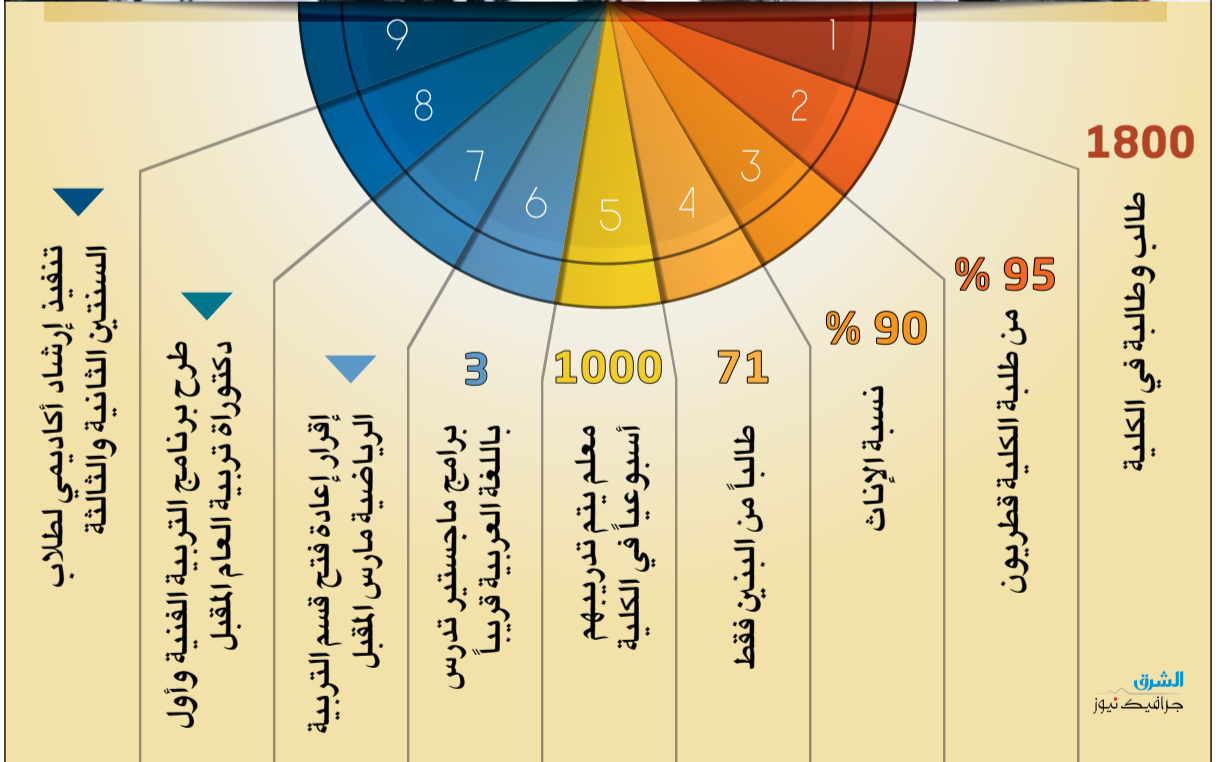 1
2
3
4
5
6
7
8
9
1800
طالب وطالبة في الكلية
95 %
من طلبة الكلية قطريون
90 %
نسبة الإناث
71
طالباً من البنين فقط
1000
معلم يتم تدريبهم
أسبوعياً في الكلية
3
برامج ماجستير تدرس
باللغة العربية قريباً
إقرار إعادة فتح قسم التربية
الرياضية مارس المقبل
طرح برنامج التربية الفنية وأول
دكتوراة تربية العام المقبل
تنفيذ إرشاد أكاديمي لطلاب
السنتين الثانية والثالثة
الشرق
جرافيك نيوز